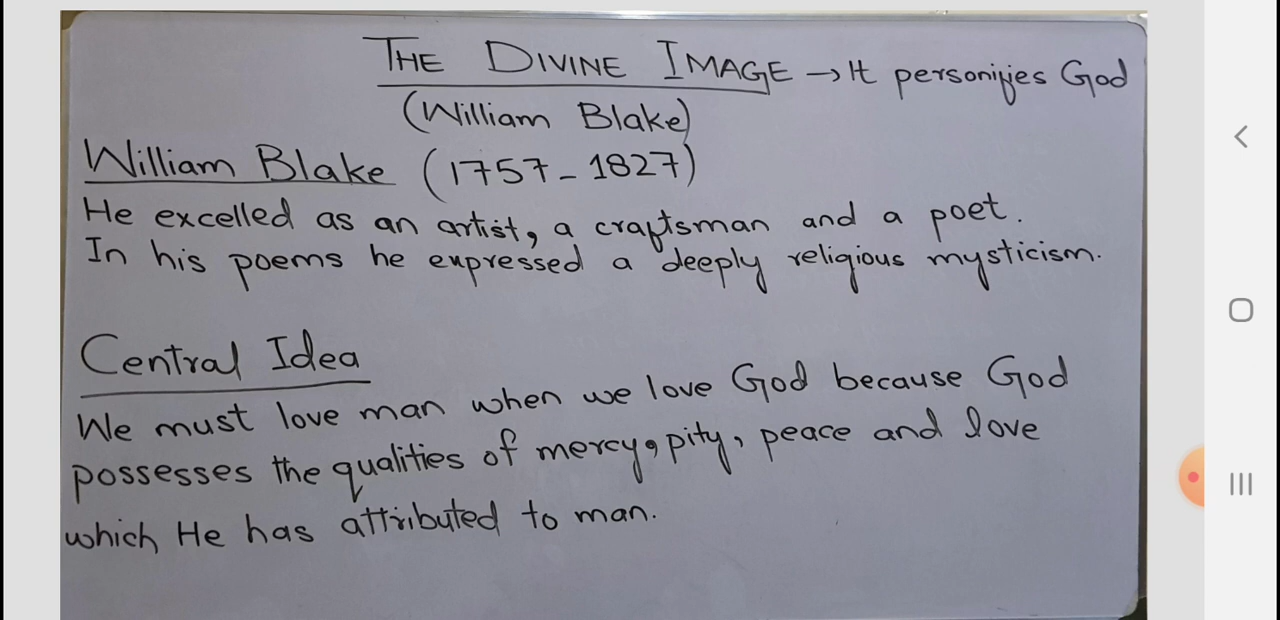 THE DIVINE IMAGE → It personifies God
(William Blake)
William Blake (1757-1827)
He excelled as an artist, a craftsman and a poet.
In his poems he expressed a deeply religious mysticism.
Central Idea
We must love man when we love God because God
possesses the qualities of mercy, pity, peace and love
which He has attributed to man.